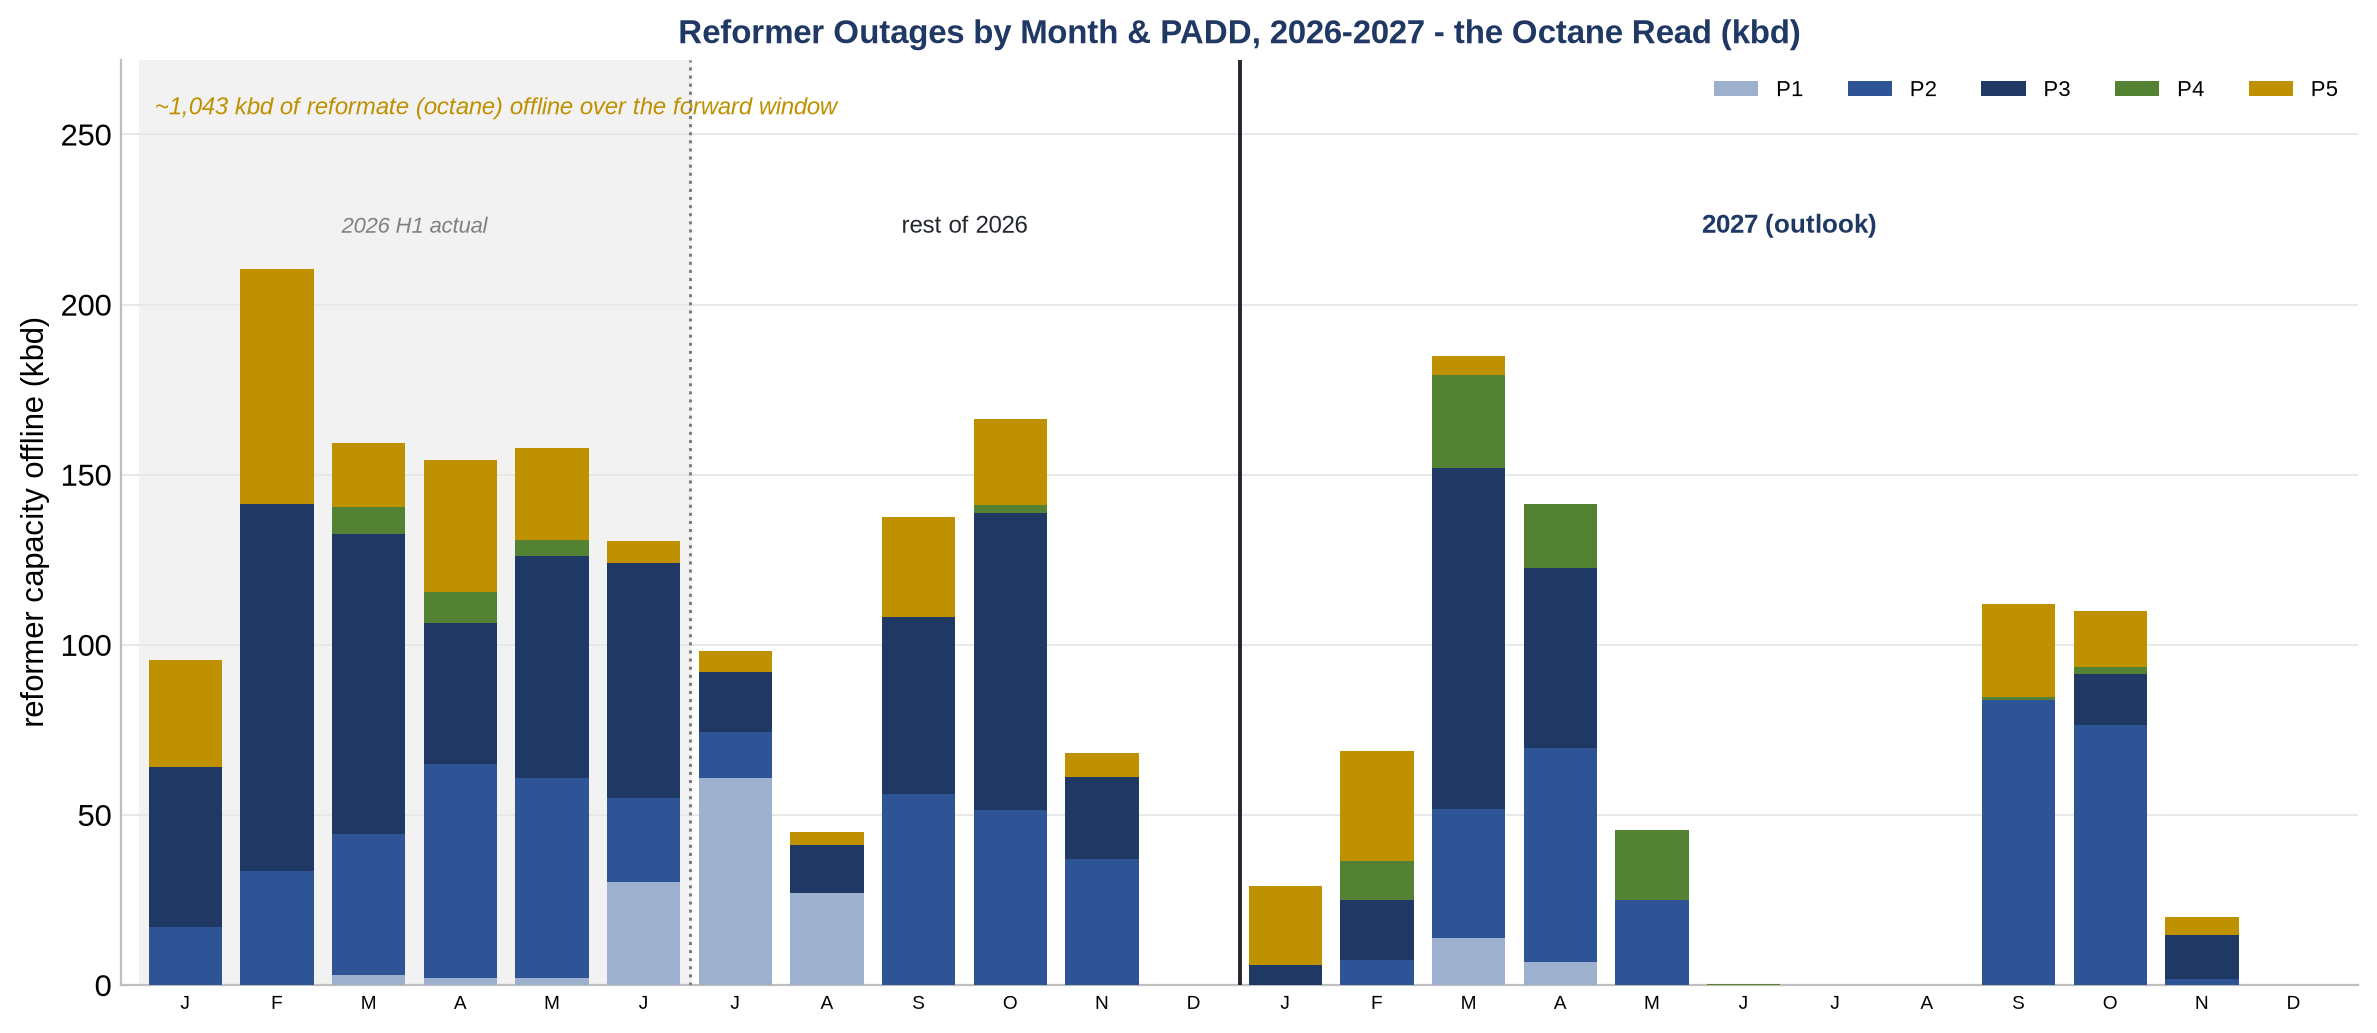 Reformer Outages by Month & PADD, 2026-2027 - the Octane Read (kbd)
P1 P2 P3 P4 P5
~1,043 kbd of reformate (octane) offline over the forward window
2026 H1 actual
rest of 2026
2027 (outlook)
reformer capacity offline (kbd)
250
200
150
100
50
0
J F M A M J J A S O N D J F M A M J J A S O N D